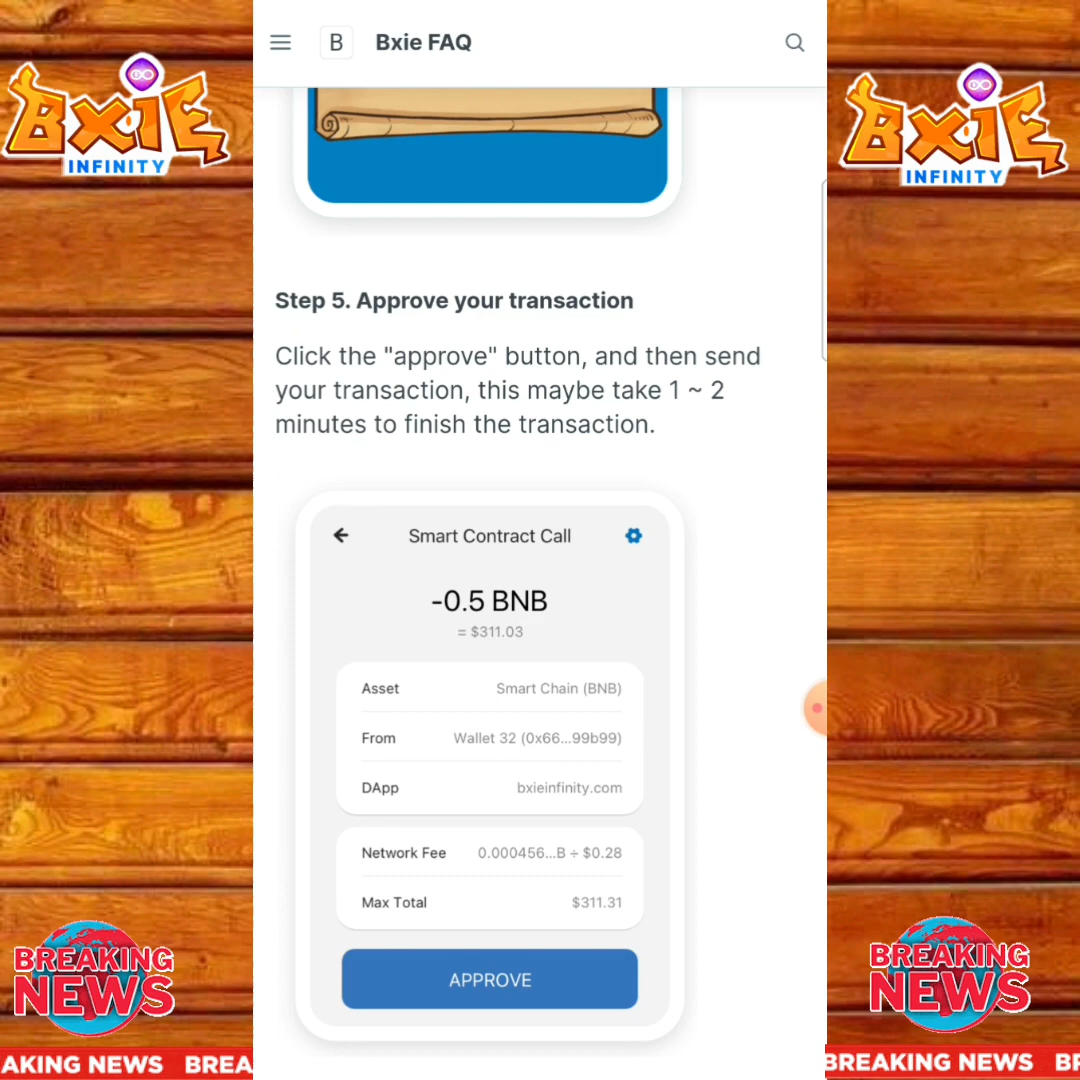 B Bxie FAQ
BXIE
INFINITY
BXIE
INFINITY
Step 5. Approve your transaction
Click the "approve" button, and then send
your transaction, this maybe take 1 ~ 2
minutes to finish the transaction.
Smart Contract Call
-0.5 BNB
= $311.03
Asset Smart Chain (BNB)
From Wallet 32 (0x66...99b99)
DApp bxieinfinity.com
Network Fee 0.000456...B ÷ $0.28
Max Total $311.31
APPROVE
BREAKING
NEWS
BREAKING
NEWS
AKING NEWS BREA
BREAKING NEWS BR